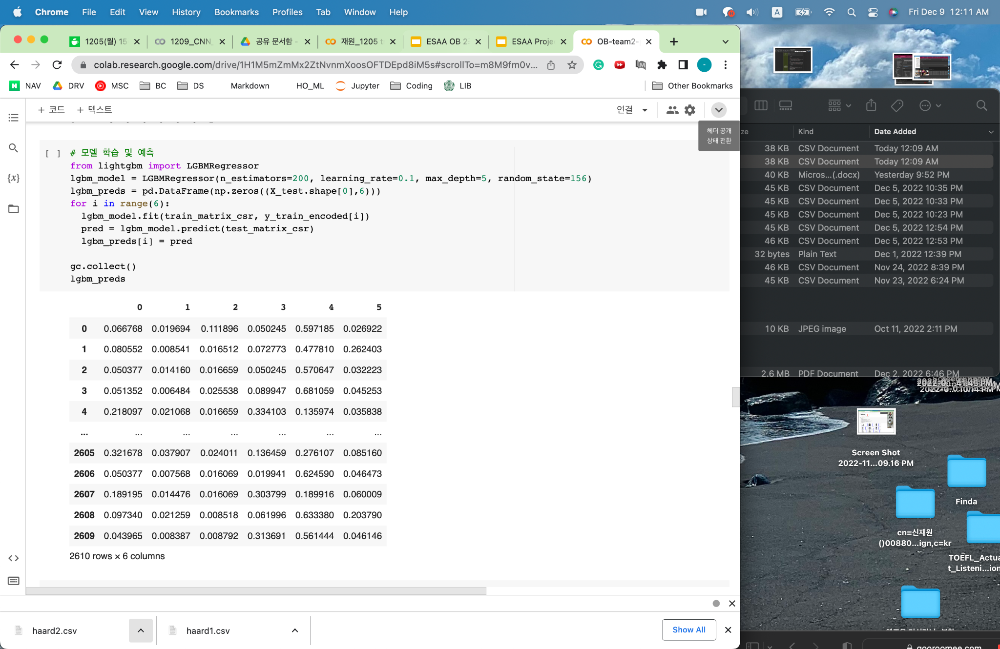 Chrome File Edit View History Bookmarks Profiles Tab Window Help
A
Fri Dec 9 12:11 AM
1205(월) 15
1209_CNN_
공유 문서함 -
재원_1205 t
ESAA OB 2
ESAA Proje
OB-team2-
colab.research.google.com/drive/1H1M5mZmMx2ZtNvnmXoosOFTDEpd8iM5s#scrollTo=m8M9fm0v...
NAV DRV MSC BC DS Markdown HO_ML Jupyter Coding LIB Other Bookmarks
+ 코드 + 텍스트
연결
헤더 공개
상태 전환
[ ] # 모델 학습 및 예측
from lightgbm import LGBMRegressor
lgbm_model = LGBMRegressor(n_estimators=200, learning_rate=0.1, max_depth=5, random_state=156)
lgbm_preds = pd.DataFrame(np.zeros((X_test.shape[0],6)))
for i in range(6):
lgbm_model.fit(train_matrix_csr, y_train_encoded[i])
pred = lgbm_model.predict(test_matrix_csr)
lgbm_preds[i] = pred
gc.collect()
lgbm_preds
0 1 2 3 4 5
0 0.066768 0.019694 0.111896 0.050245 0.597185 0.026922
1 0.080552 0.008541 0.016512 0.072773 0.477810 0.262403
2 0.050377 0.014160 0.016659 0.050245 0.570647 0.032223
3 0.051352 0.006484 0.025538 0.089947 0.681059 0.045253
4 0.218097 0.021068 0.016659 0.334103 0.135974 0.035838
... ... ... ... ... ... ...
2605 0.321678 0.037907 0.024011 0.136459 0.276107 0.085160
2606 0.050377 0.007568 0.016069 0.019941 0.624590 0.046473
2607 0.189195 0.014476 0.016069 0.303799 0.189916 0.060009
2608 0.097340 0.021259 0.008518 0.061996 0.633380 0.203790
2609 0.043965 0.008387 0.008792 0.313691 0.561444 0.046146
2610 rows × 6 columns
haard2.csv
haard1.csv
Show All
ze Kind Date Added
38 KB CSV Document Today 12:09 AM
38 KB CSV Document Today 12:09 AM
40 KB Micros...(.docx) Yesterday 9:52 PM
45 KB CSV Document Dec 5, 2022 10:35 PM
45 KB CSV Document Dec 5, 2022 10:33 PM
45 KB CSV Document Dec 5, 2022 10:23 PM
45 KB CSV Document Dec 5, 2022 12:54 PM
46 KB CSV Document Dec 5, 2022 12:53 PM
32 bytes Plain Text Dec 1, 2022 12:39 PM
46 KB CSV Document Nov 24, 2022 8:39 PM
45 KB CSV Document Nov 23, 2022 6:24 PM
10 KB JPEG image Oct 11, 2022 2:11 PM
2.6 MB PDF Document Dec 2, 2022 6:46 PM
Screen Shot
2022-11...09.16 PM
Finda
cn=신재원
()00880...ign,c=kr
TOEFL_Actua
t_Listeni...ion
gooroomee.com